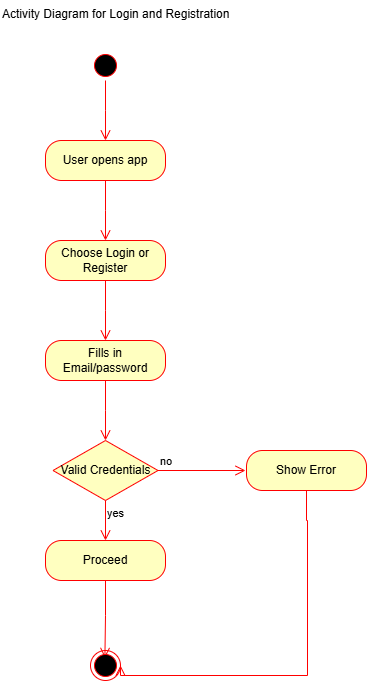 Activity Diagram for Login and Registration
User opens app
Choose Login or
Register
Fills in
Email/password
Valid Credentials
no
Show Error
yes
Proceed